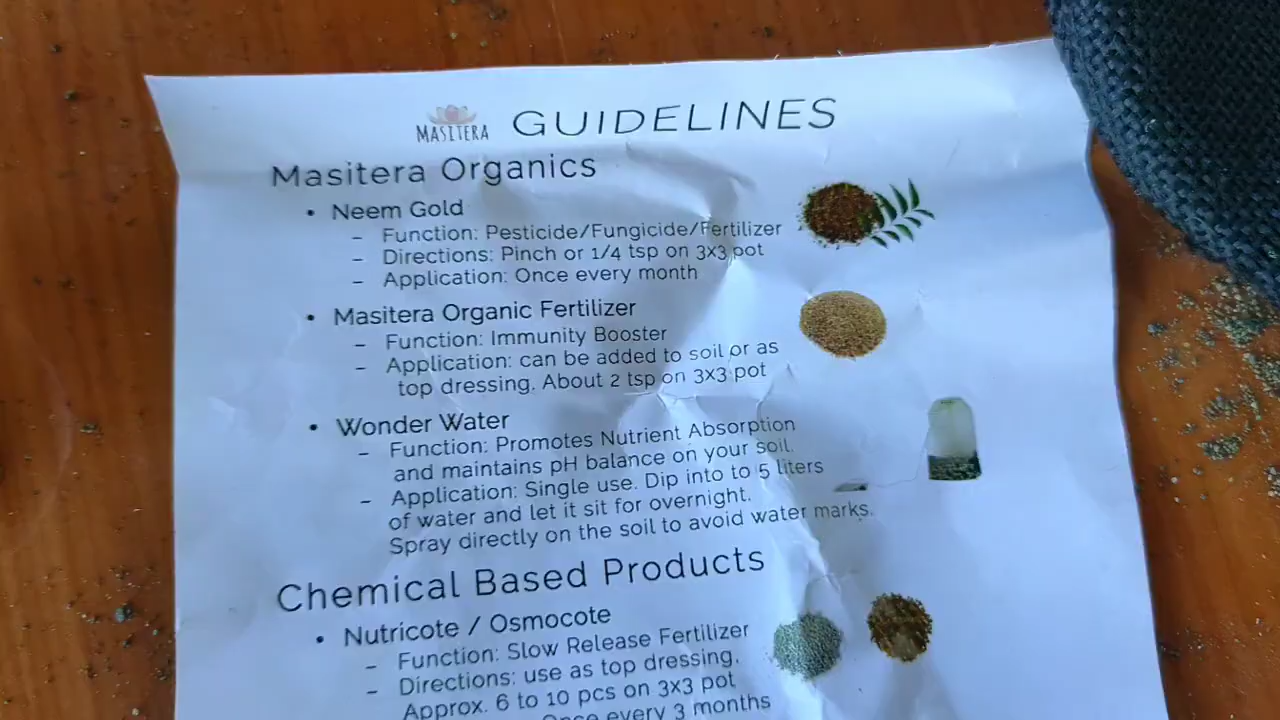 MASITERA GUIDELINES
Masitera Organics
• Neem Gold
– Function: Pesticide/Fungicide/Fertilizer
– Directions: Pinch or 1/4 tsp on 3x3 pot
– Application: Once every month
• Masitera Organic Fertilizer
– Function: Immunity Booster
– Application: can be added to soil or as
top dressing. About 2 tsp on 3x3 pot
• Wonder Water
– Function: Promotes Nutrient Absorption
and maintains pH balance on your soil.
– Application: Single use. Dip into to 5 liters
of water and let it sit for overnight.
Spray directly on the soil to avoid water marks.
Chemical Based Products
• Nutricote / Osmocote
– Function: Slow Release Fertilizer
– Directions: use as top dressing.
Approx. 6 to 10 pcs on 3x3 pot
Once every 3 months